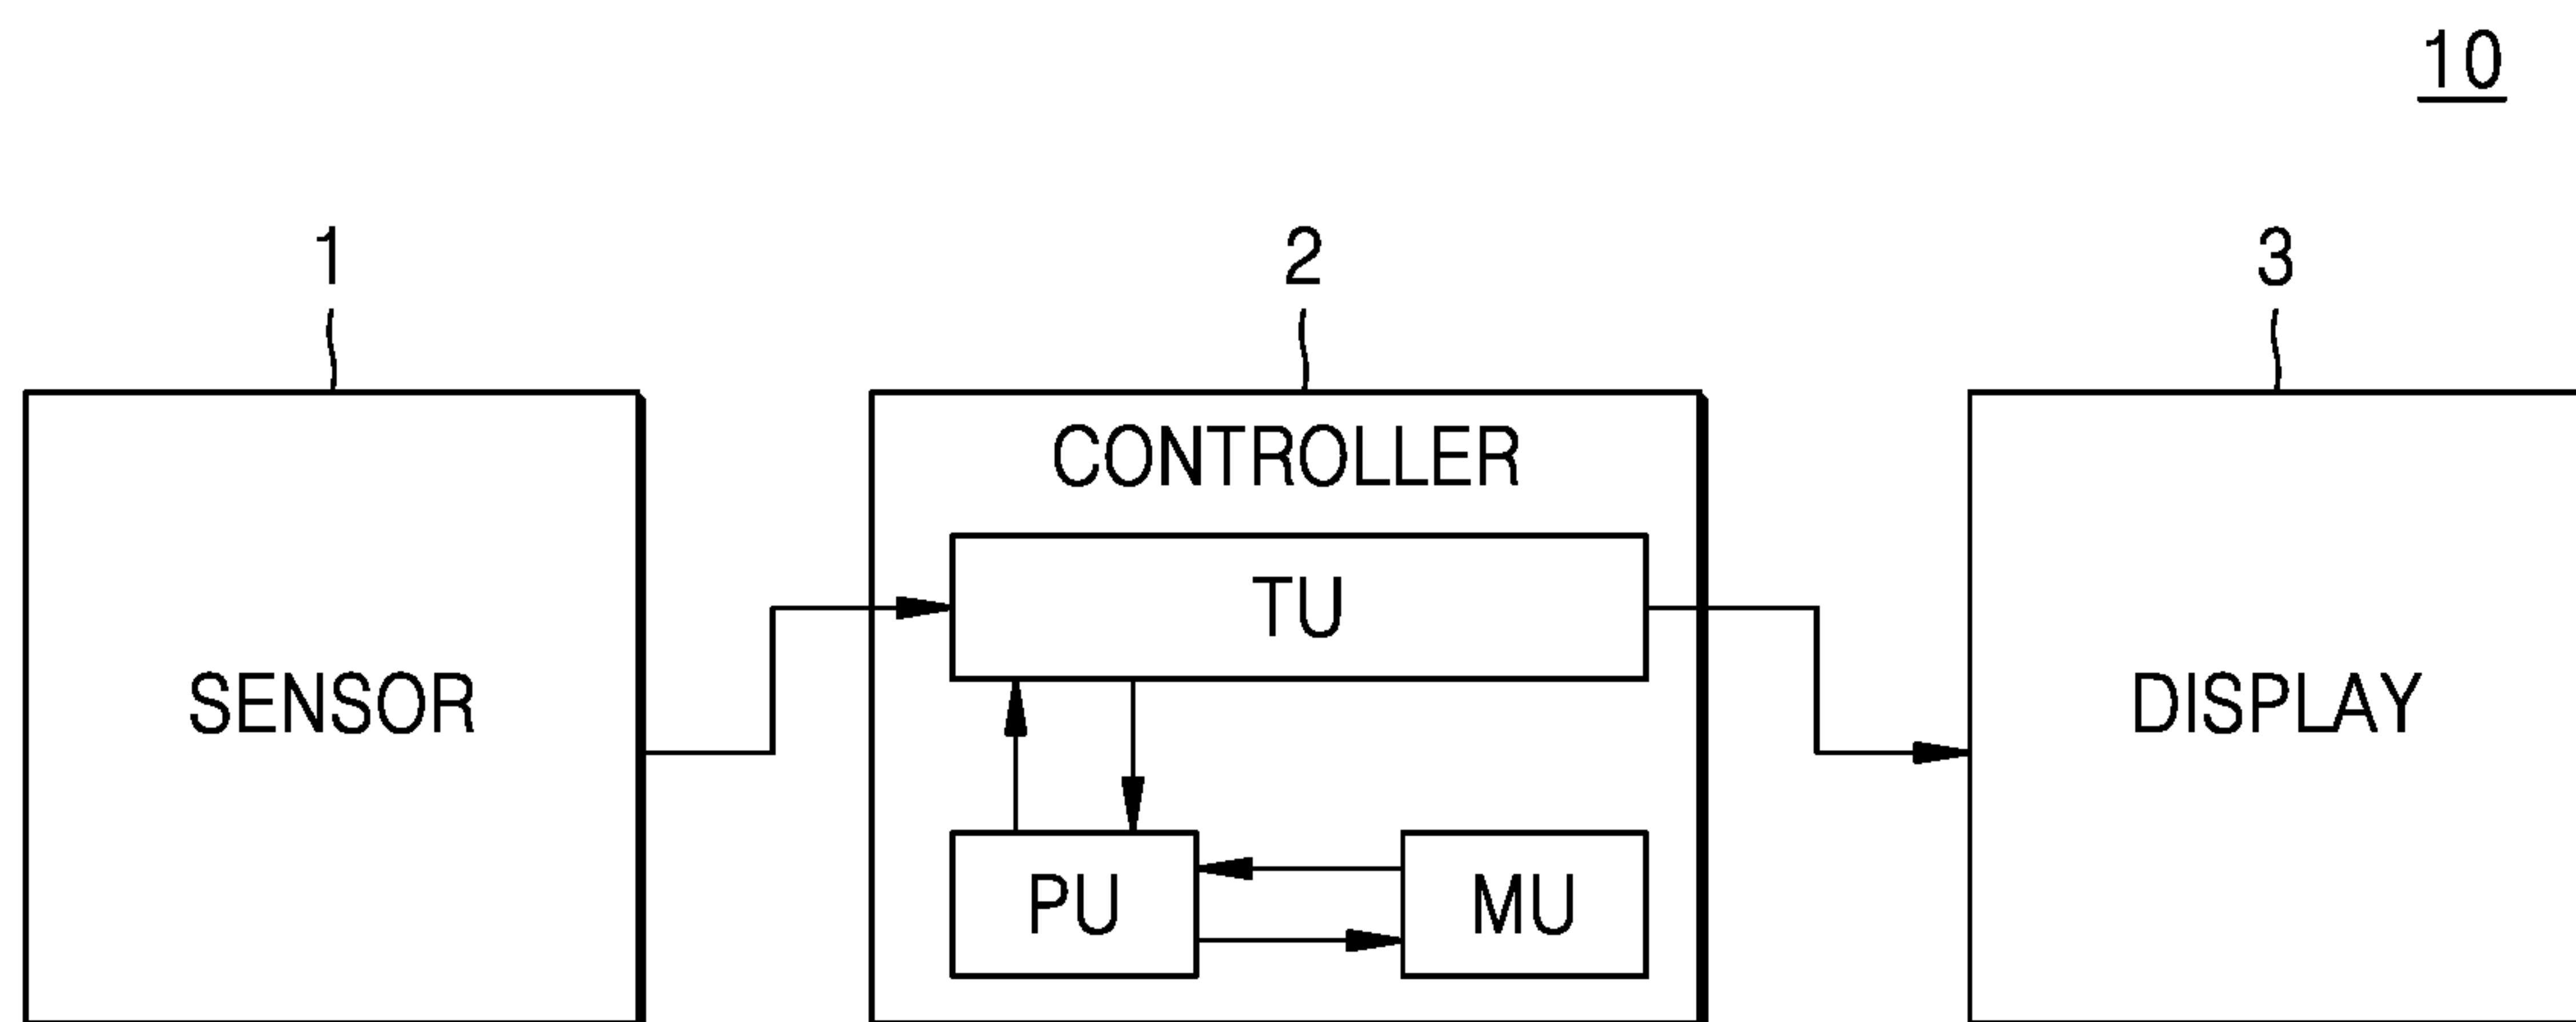 10
1
2
3
CONTROLLER
TU
SENSOR
DISPLAY
PU
MU